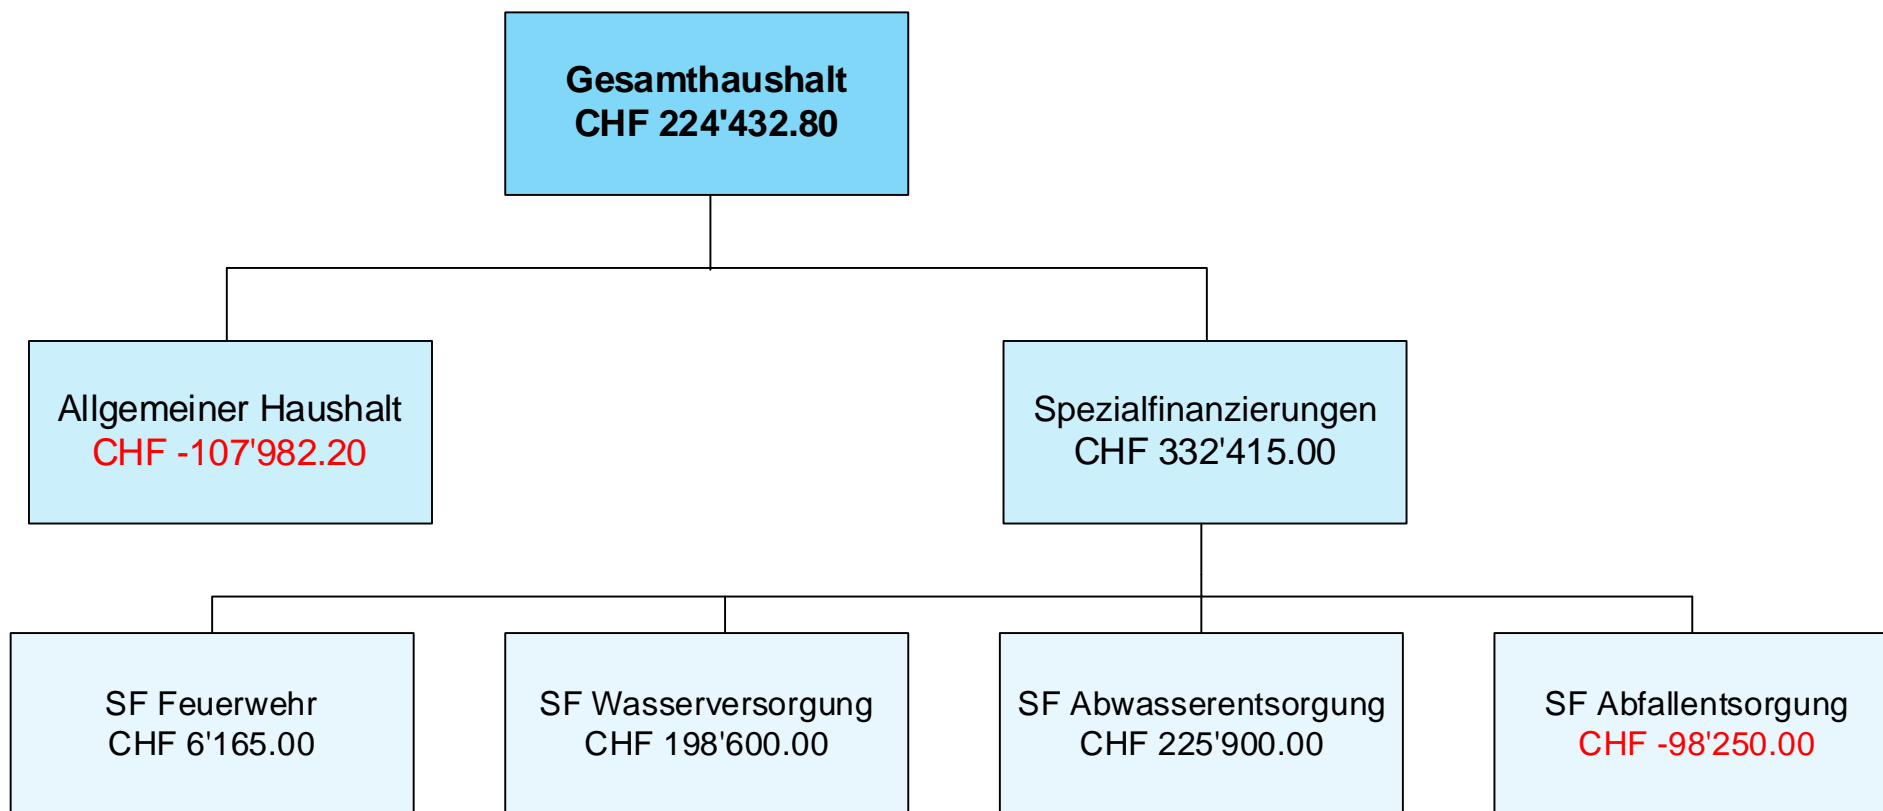 Gesamthaushalt
CHF 224'432.80
Allgemeiner Haushalt
CHF -107'982.20
Spezialfinanzierungen
CHF 332'415.00
SF Feuerwehr
CHF 6'165.00
SF Wasserversorgung
CHF 198'600.00
SF Abwasserentsorgung
CHF 225'900.00
SF Abfallentsorgung
CHF -98'250.00